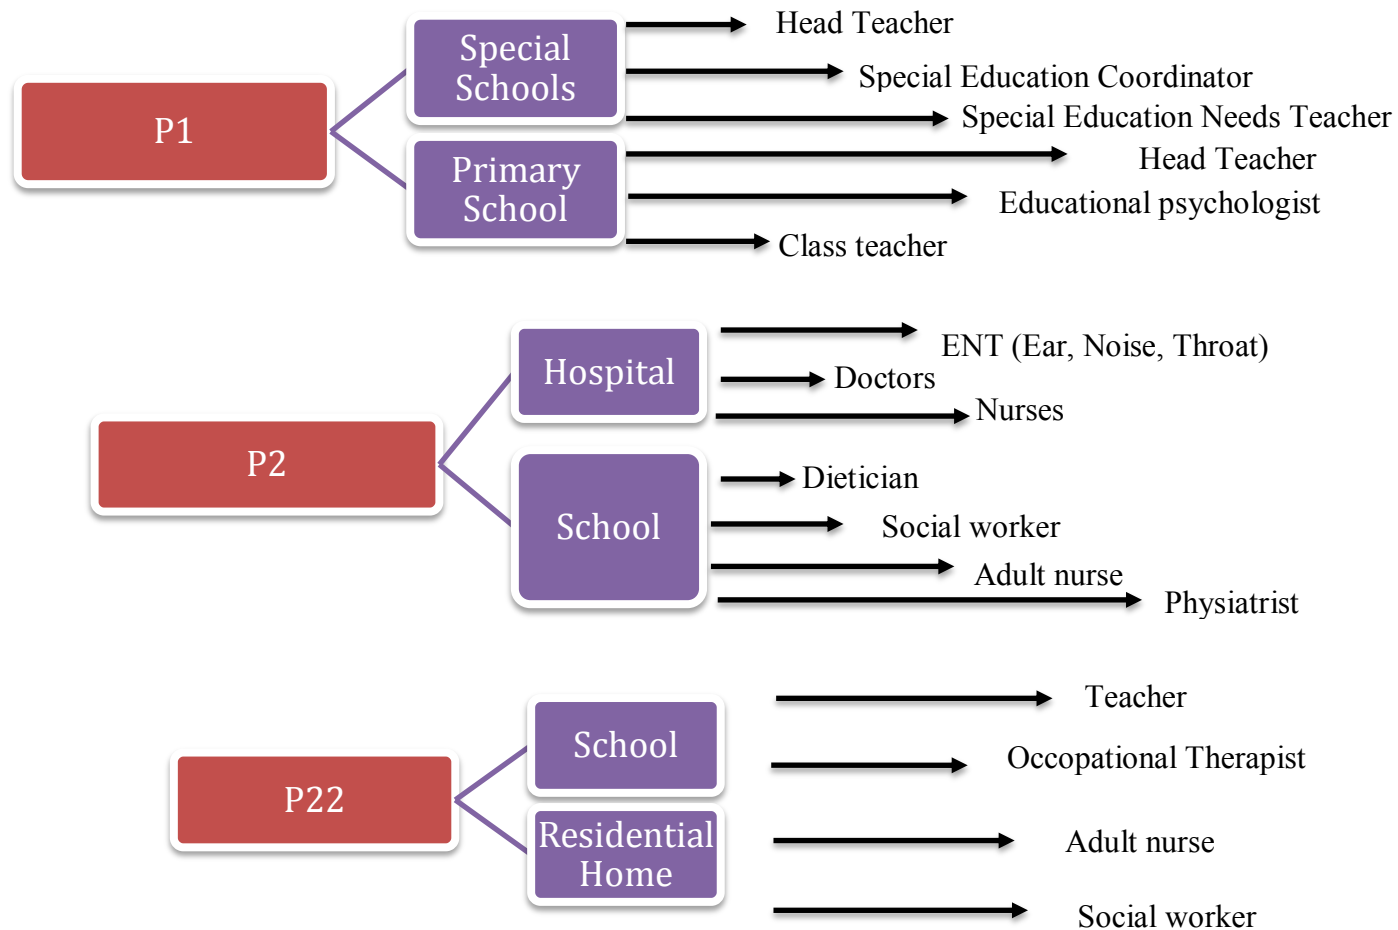 P1
Special
Schools
Head Teacher
Special Education Coordinator
Special Education Needs Teacher
Primary
School
Head Teacher
Educational psychologist
Class teacher
P2
Hospital
ENT (Ear, Noise, Throat)
Doctors
Nurses
School
Dietician
Social worker
Adult nurse
Physiatrist
P22
School
Teacher
Occopational Therapist
Residential
Home
Adult nurse
Social worker